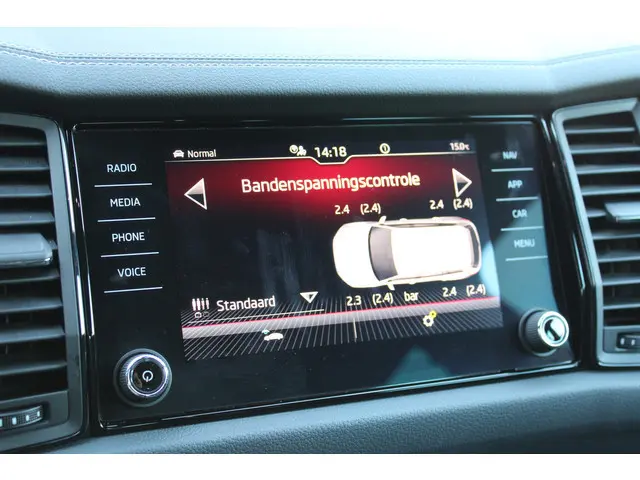 Normal 14:18 15.0°C
RADIO
MEDIA
PHONE
VOICE
Bandenspanningscontrole
2.4 (2.4) 2.4 (2.4)
Standaard
2.3 (2.4) bar 2.4 (2.4)
NAV
APP
CAR
MENU